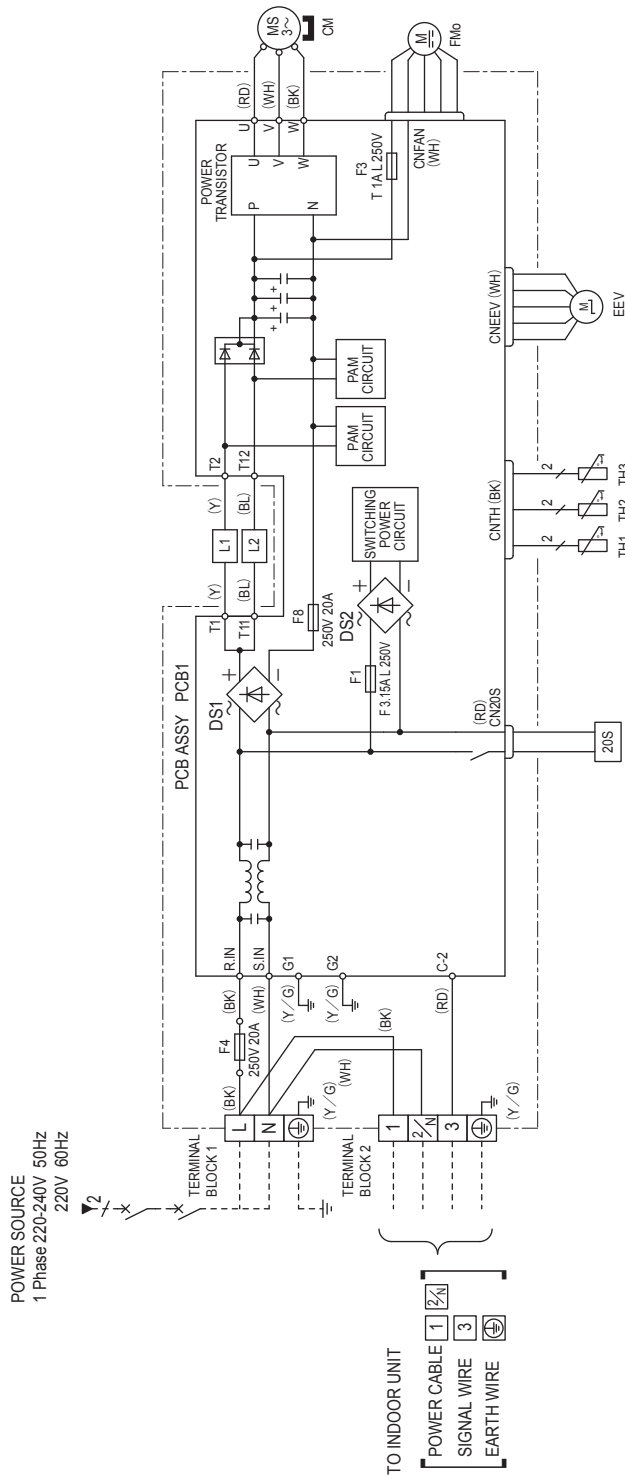 POWER SOURCE
1 Phase 220-240V 50Hz
220V 60Hz
2
TERMINAL
BLOCK 1
L
N
TERMINAL
BLOCK 2
1
2/N
3
TO INDOOR UNIT
POWER CABLE 1 2/N
SIGNAL WIRE 3
EARTH WIRE
(BK)
F4
250V 20A
(BK)
(WH)
(Y/G)
(WH)
(BK)
(Y/G)
(Y/G)
(Y/G)
(RD)
R.IN
S.IN
G1
G2
C-2
PCB ASSY PCB1
DS1
+
−
~
~
T1
T11
(Y)
(BL)
L1
L2
(Y)
(BL)
T2
T12
F8
250V 20A
DS2
+
−
~
~
F1
F 3.15A L 250V
SWITCHING
POWER
CIRCUIT
PAM
CIRCUIT
PAM
CIRCUIT
+
+
+
POWER
TRANSISTOR
P
N
U
V
W
U
V
W
(RD)
(WH)
(BK)
MS
3~
CM
F3
T 1A L 250V
CNFAN
(WH)
M
FMo
(RD)
CN20S
20S
CNTH (BK)
2
2
2
TH1
TH2
TH3
CNEEV (WH)
M
EEV